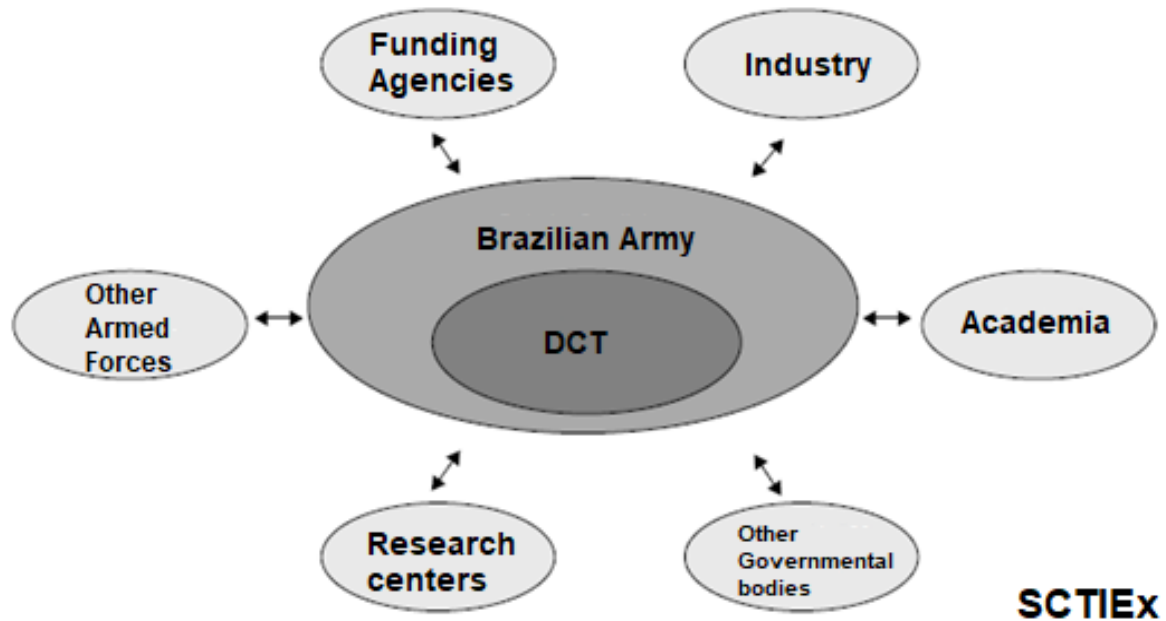 Funding
Agencies
Industry
Brazilian Army
Other
Armed
Forces
DCT
Academia
Research
centers
Other
Governmental
bodies
SCTIEx